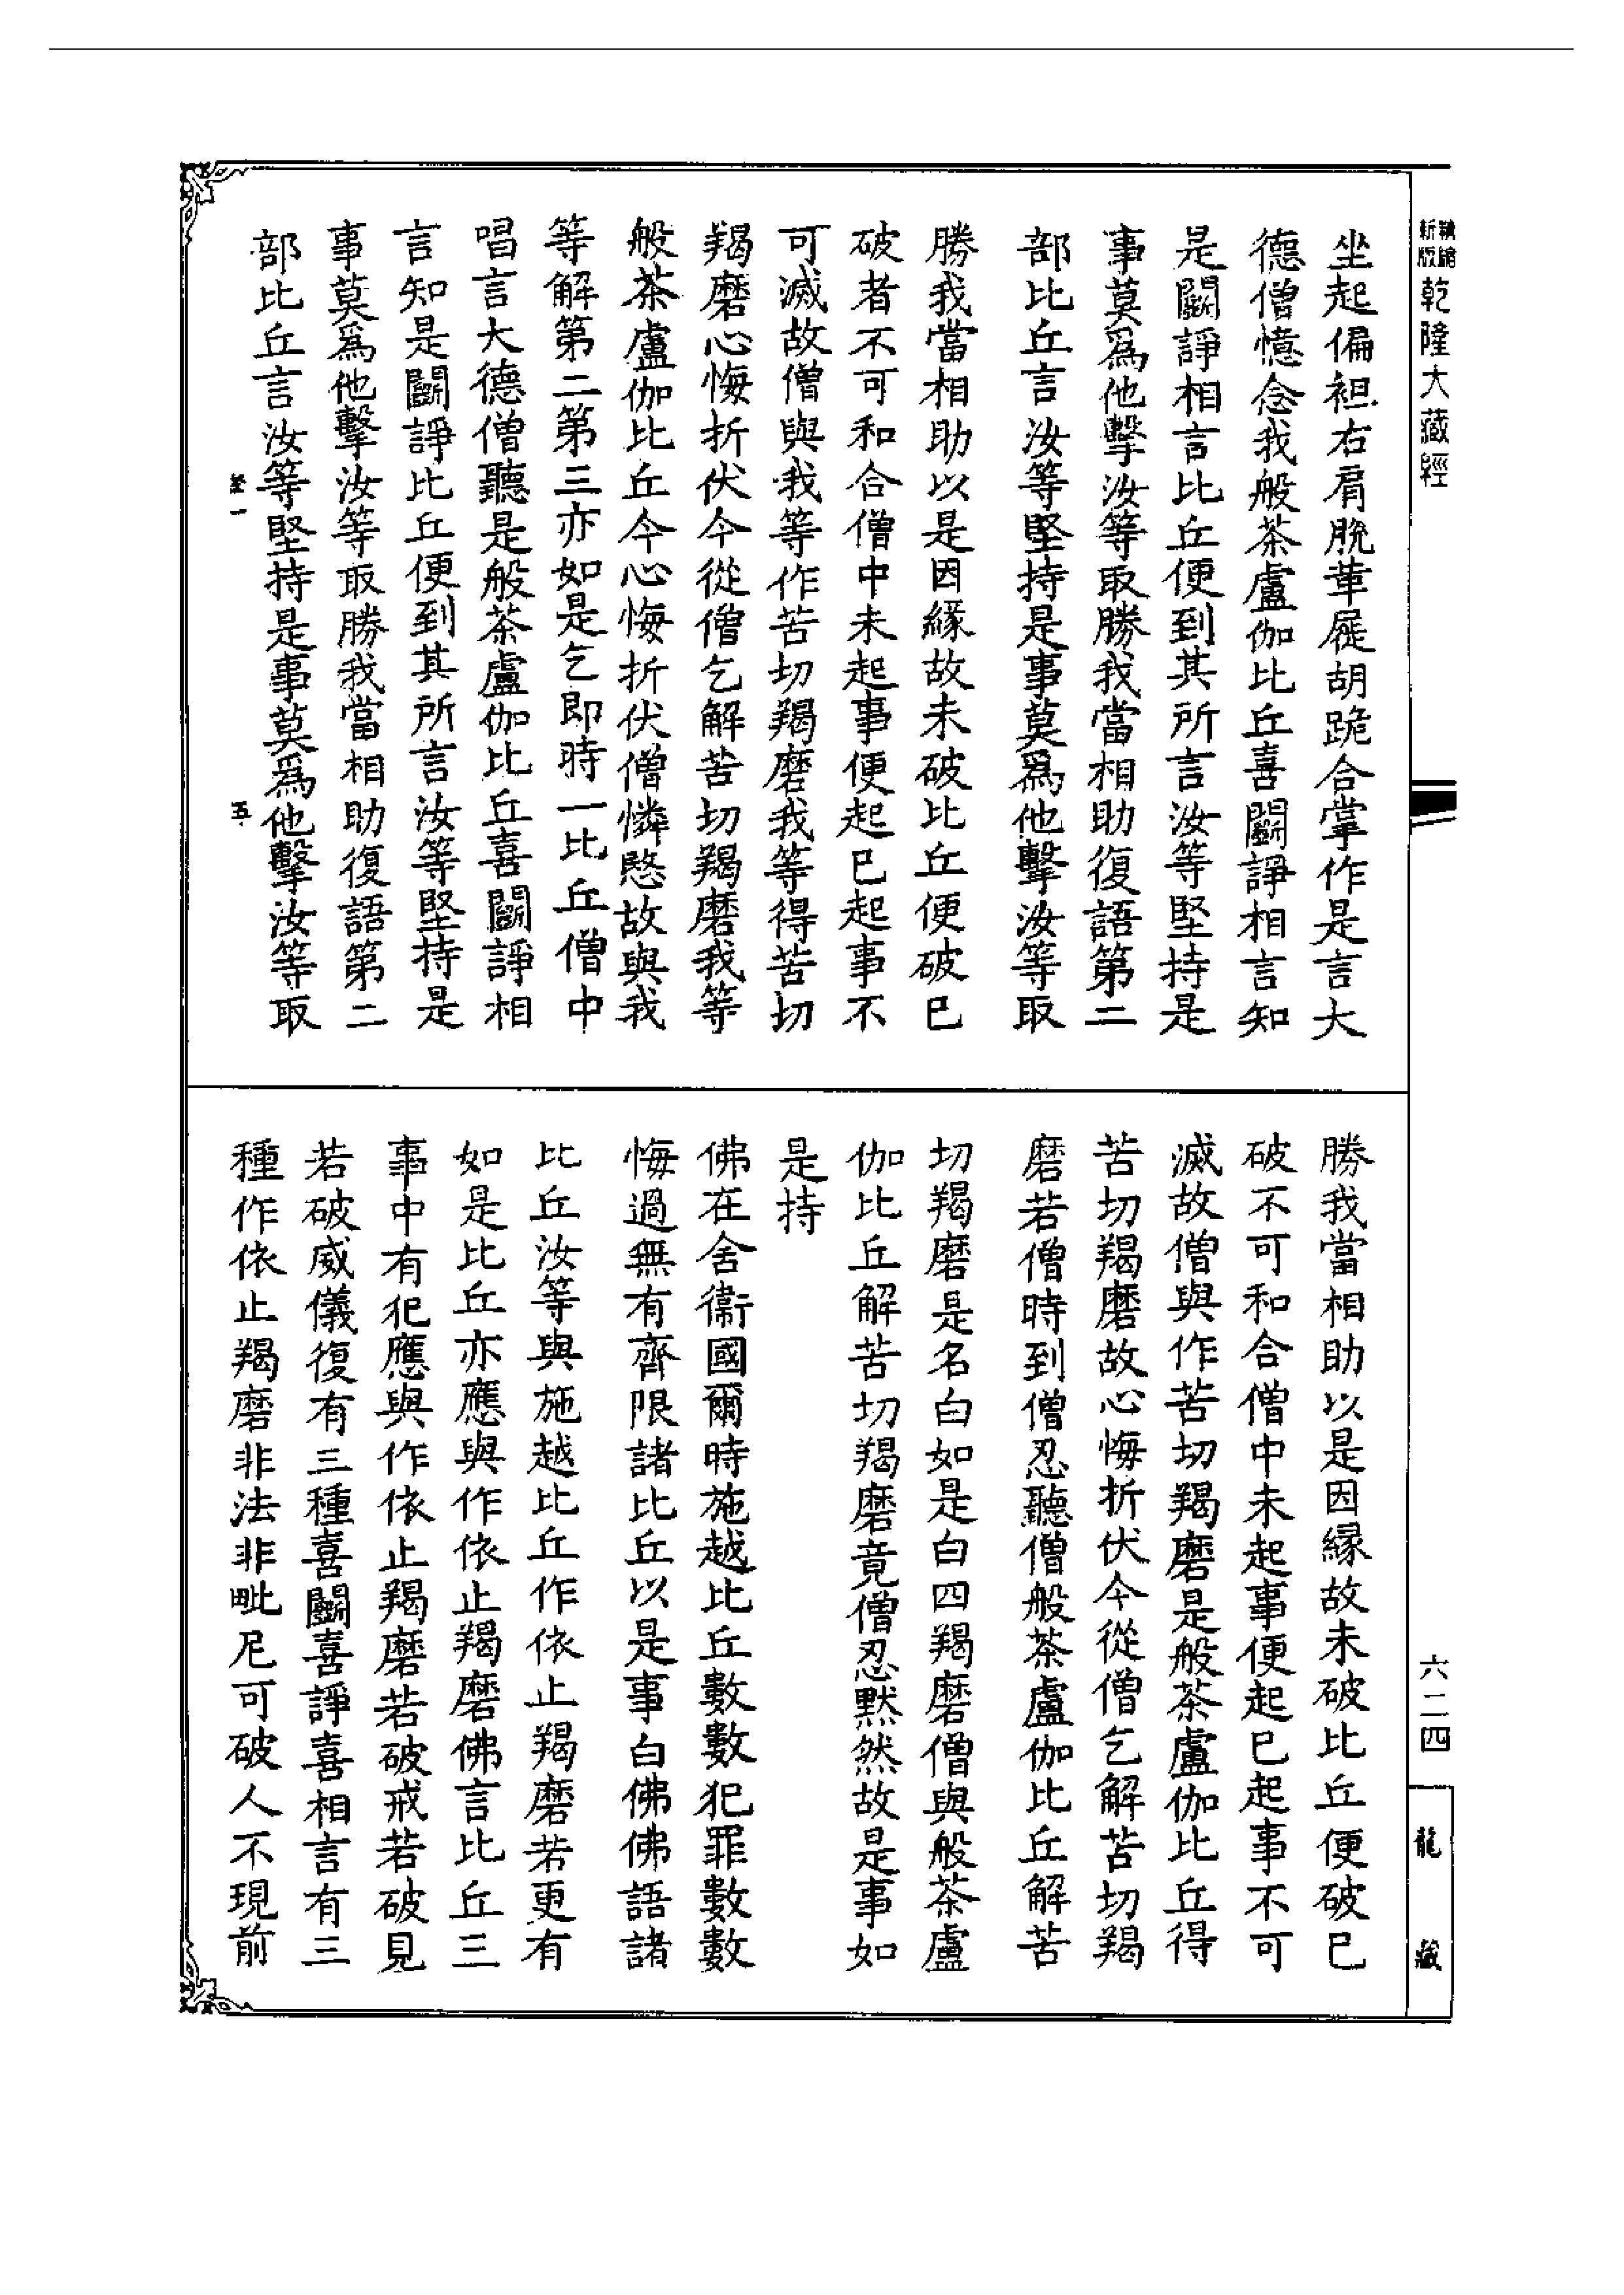 乾隆大藏經
坐起偏袒右肩脫革屣胡跪合掌作是言大
德僧憶念我般茶盧伽比丘喜鬭諍相言知
是鬭諍相言比丘便到其所言汝等堅持是
事莫爲他擊汝等取勝我當相助復語第二
部比丘言汝等堅持是事莫爲他擊汝等取
勝我當相助以是因緣故未破比丘便破已
破者不可和合僧中未起事便起已起事不
可滅故僧與我等作苦切羯磨我等得苦切
羯磨心悔折伏今從僧乞解苦切羯磨我等
般茶盧伽比丘今心悔折伏僧憐愍故與我
等解第二第三亦如是乞即時一比丘僧中
唱言大德僧聽是般茶盧伽比丘喜鬭諍相
言知是鬭諍比丘便到其所言汝等堅持是
事莫爲他擊汝等取勝我當相助復語第二
部比丘言汝等堅持是事莫爲他擊汝等取
五
勝我當相助以是因緣故未破比丘便破已
破不可和合僧中未起事便起已起事不可
滅故僧與作苦切羯磨是般茶盧伽比丘得
苦切羯磨故心悔折伏今從僧乞解苦切羯
磨若僧時到僧忍聽僧般茶盧伽比丘解苦
切羯磨是名白如是白四羯磨僧與般茶盧
伽比丘解苦切羯磨竟僧忍默然故是事如
是持
佛在舍衞國爾時施越比丘數數犯罪數數
悔過無有齊限諸比丘以是事白佛佛語諸
比丘汝等與施越比丘作依止羯磨若更有
如是比丘亦應與作依止羯磨佛言比丘三
事中有犯應與作依止羯磨若破戒若破見
若破威儀復有三種喜鬭喜諍喜相言有三
種作依止羯磨非法非毗尼可破人不現前
六二四
龍藏